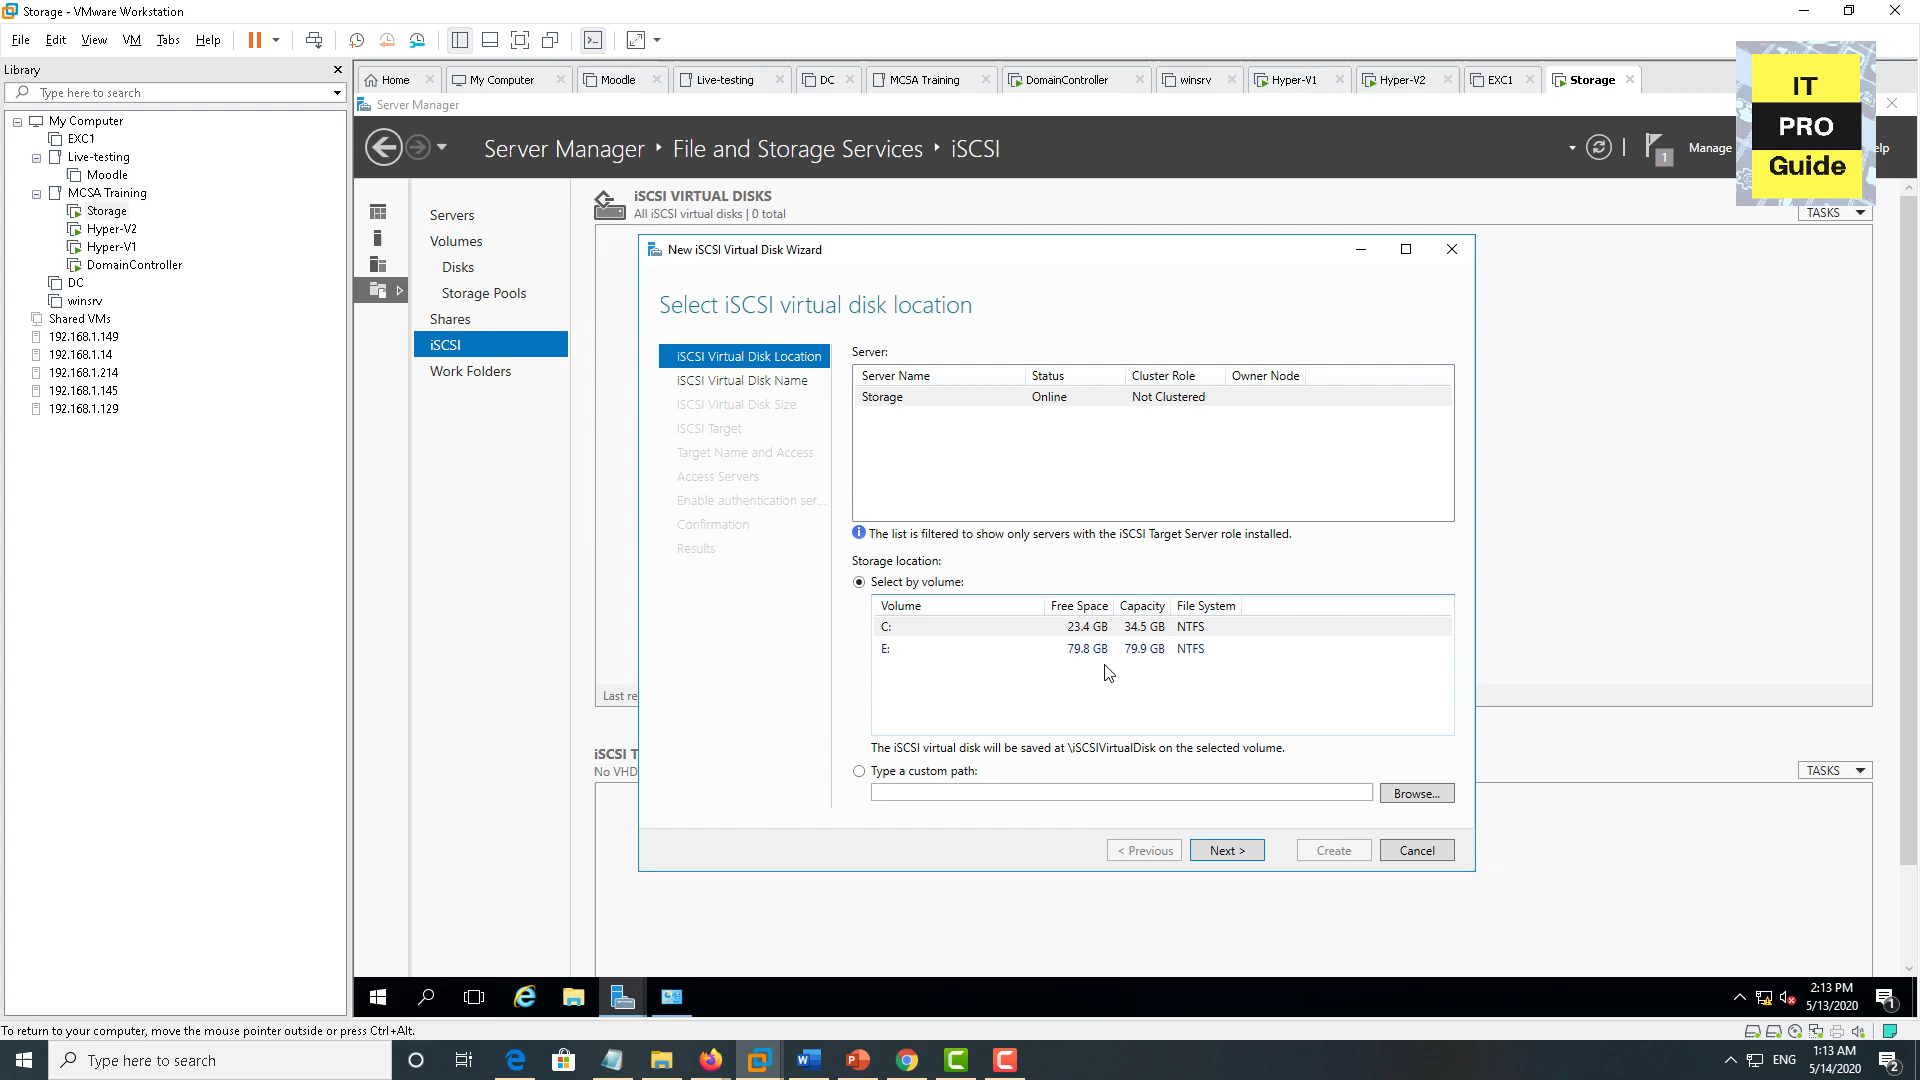 Storage - VMware Workstation
File Edit View VM Tabs Help
Library
Type here to search
My Computer
EXC1
Live-testing
Moodle
MCSA Training
Storage
Hyper-V2
Hyper-V1
DomainController
DC
winsrv
Shared VMs
192.168.1.149
192.168.1.14
192.168.1.214
192.168.1.145
192.168.1.129
Home My Computer Moodle Live-testing DC MCSA Training DomainController winsrv Hyper-V1 Hyper-V2 EXC1 Storage
Server Manager
Server Manager File and Storage Services iSCSI
1
Manage
elp
IT
PRO
Guide
Servers
Volumes
Disks
Storage Pools
Shares
iSCSI
Work Folders
iSCSI VIRTUAL DISKS
All iSCSI virtual disks | 0 total
TASKS
New iSCSI Virtual Disk Wizard
Select iSCSI virtual disk location
iSCSI Virtual Disk Location
iSCSI Virtual Disk Name
iSCSI Virtual Disk Size
iSCSI Target
Target Name and Access
Access Servers
Enable authentication ser...
Confirmation
Results
Server:
Server Name Status Cluster Role Owner Node
Storage Online Not Clustered
The list is filtered to show only servers with the iSCSI Target Server role installed.
Storage location:
Select by volume:
Volume Free Space Capacity File System
C: 23.4 GB 34.5 GB NTFS
E: 79.8 GB 79.9 GB NTFS
The iSCSI virtual disk will be saved at \iSCSIVirtualDisk on the selected volume.
Type a custom path:
Browse...
< Previous Next > Create Cancel
Last re
iSCSI T
No VHD
TASKS
2:13 PM
5/13/2020
1
To return to your computer, move the mouse pointer outside or press Ctrl+Alt.
Type here to search
ENG
1:13 AM
5/14/2020
2